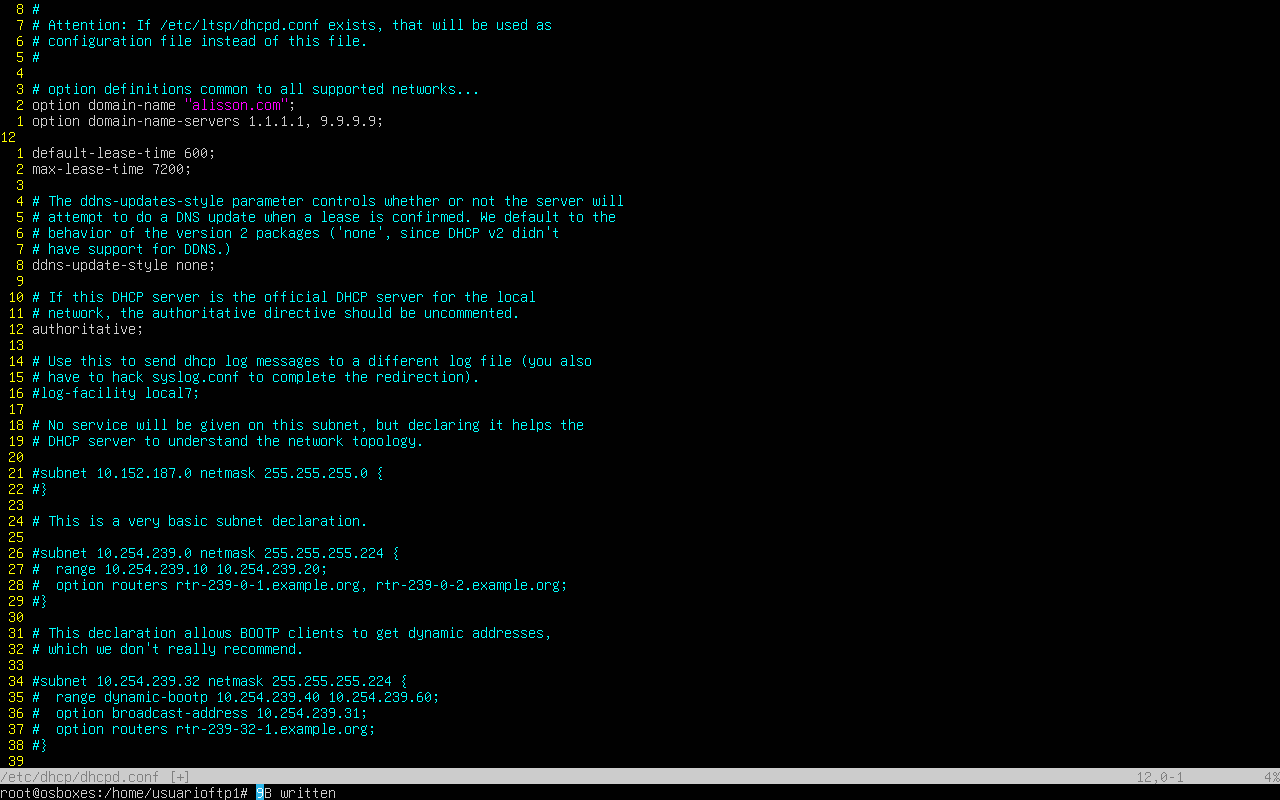 8 #
7 # Attention: If /etc/ltsp/dhcpd.conf exists, that will be used as
6 # configuration file instead of this file.
5 #
4
3 # option definitions common to all supported networks...
2 option domain-name "alisson.com";
1 option domain-name-servers 1.1.1.1, 9.9.9.9;
12
1 default-lease-time 600;
2 max-lease-time 7200;
3
4 # The ddns-updates-style parameter controls whether or not the server will
5 # attempt to do a DNS update when a lease is confirmed. We default to the
6 # behavior of the version 2 packages ('none', since DHCP v2 didn't
7 # have support for DDNS.)
8 ddns-update-style none;
9
10 # If this DHCP server is the official DHCP server for the local
11 # network, the authoritative directive should be uncommented.
12 authoritative;
13
14 # Use this to send dhcp log messages to a different log file (you also
15 # have to hack syslog.conf to complete the redirection).
16 #log-facility local7;
17
18 # No service will be given on this subnet, but declaring it helps the
19 # DHCP server to understand the network topology.
20
21 #subnet 10.152.187.0 netmask 255.255.255.0 {
22 #}
23
24 # This is a very basic subnet declaration.
25
26 #subnet 10.254.239.0 netmask 255.255.255.224 {
27 #  range 10.254.239.10 10.254.239.20;
28 #  option routers rtr-239-0-1.example.org, rtr-239-0-2.example.org;
29 #}
30
31 # This declaration allows BOOTP clients to get dynamic addresses,
32 # which we don't really recommend.
33
34 #subnet 10.254.239.32 netmask 255.255.255.224 {
35 #  range dynamic-bootp 10.254.239.40 10.254.239.60;
36 #  option broadcast-address 10.254.239.31;
37 #  option routers rtr-239-32-1.example.org;
38 #}
39
/etc/dhcp/dhcpd.conf [+] 12,0-1 4%
root@osboxes:/home/usuarioftp1# 9B written